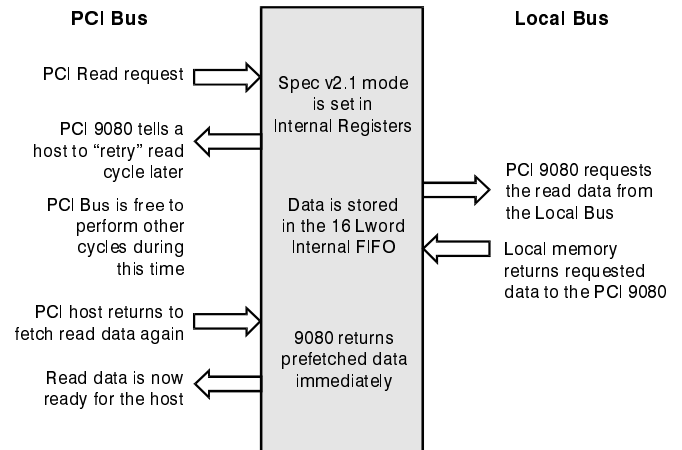 PCI Bus
Local Bus
PCI Read request
Spec v2.1 mode
is set in
Internal Registers
PCI 9080 tells a
host to “retry” read
cycle later
PCI 9080 requests
the read data from
the Local Bus
PCI Bus is free to
perform other
cycles during
this time
Data is stored
in the 16 Lword
Internal FIFO
Local memory
returns requested
data to the PCI 9080
PCI host returns to
fetch read data again
9080 returns
prefetched data
immediately
Read data is now
ready for the host